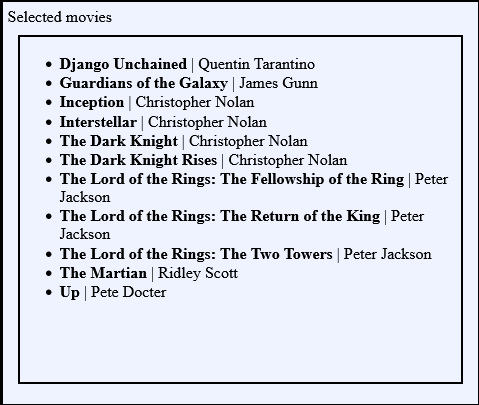 Selected movies
Django Unchained | Quentin Tarantino
Guardians of the Galaxy | James Gunn
Inception | Christopher Nolan
Interstellar | Christopher Nolan
The Dark Knight | Christopher Nolan
The Dark Knight Rises | Christopher Nolan
The Lord of the Rings: The Fellowship of the Ring | Peter
Jackson
The Lord of the Rings: The Return of the King | Peter
Jackson
The Lord of the Rings: The Two Towers | Peter Jackson
The Martian | Ridley Scott
Up | Pete Docter